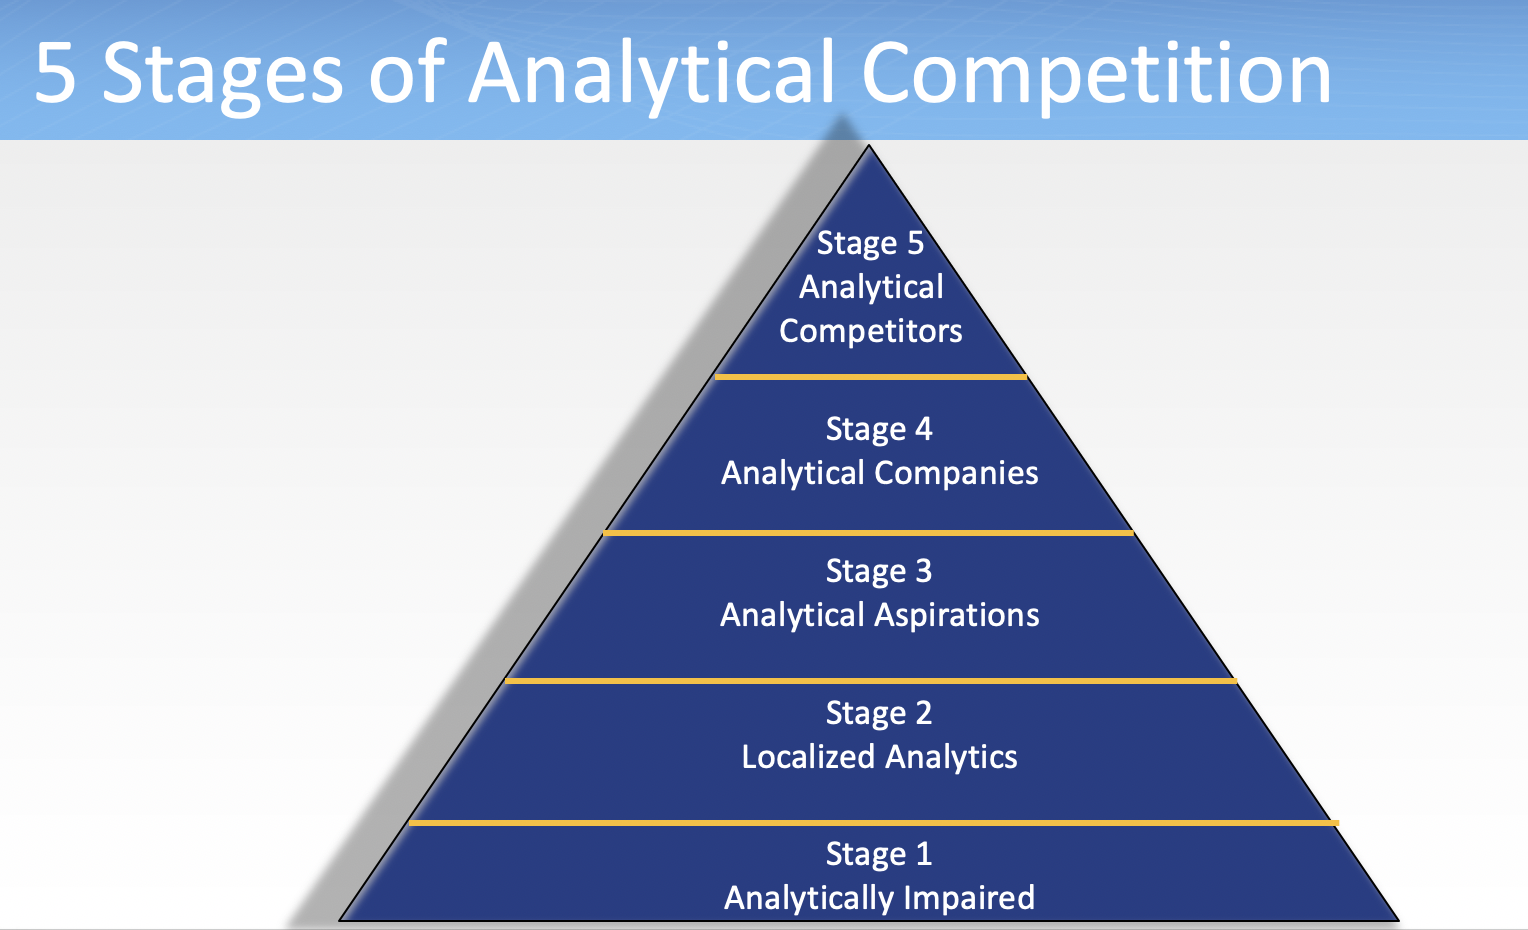 5 Stages of Analytical Competition
Stage 5
Analytical
Competitors
Stage 4
Analytical Companies
Stage 3
Analytical Aspirations
Stage 2
Localized Analytics
Stage 1
Analytically Impaired